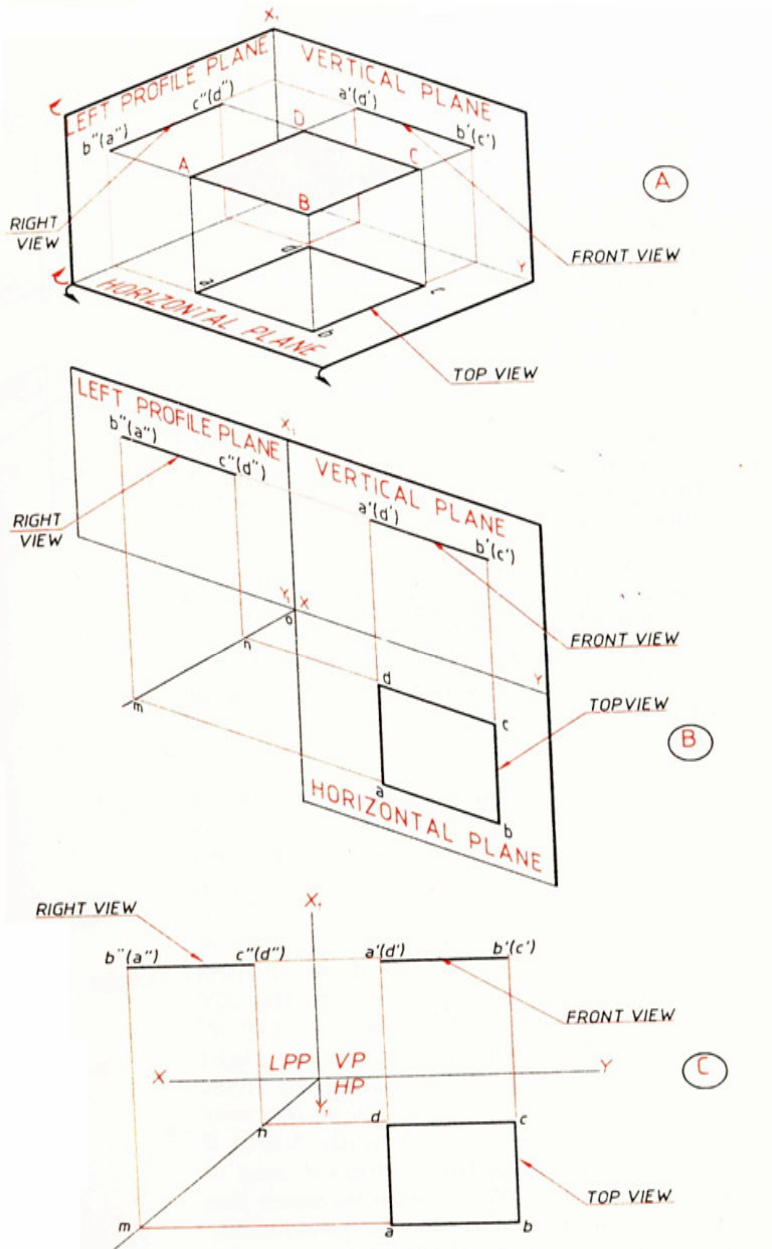 X₁
LEFT PROFILE PLANE
VERTICAL PLANE
c"(d")
a'(d')
b"(a")
D
b'(c')
A
C
A
B
RIGHT
VIEW
d
FRONT VIEW
Y
a
c
HORIZONTAL PLANE
b
TOP VIEW
LEFT PROFILE PLANE
b"(a")
X₁
c"(d")
VERTICAL PLANE
a'(d')
RIGHT
VIEW
b'(c')
Y₁ X
o
n
FRONT VIEW
d
Y
m
TOP VIEW
c
B
a
HORIZONTAL PLANE
b
RIGHT VIEW
X₁
b"(a")
c"(d")
a'(d')
b'(c')
FRONT VIEW
LPP
VP
X
Y
C
HP
Y₁
n
d
c
TOP VIEW
m
a
b